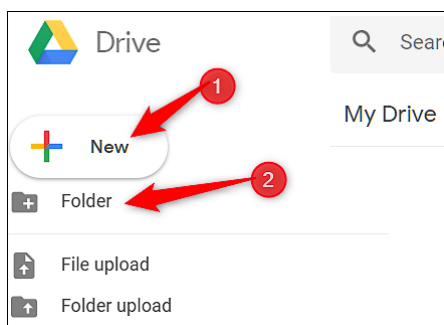 Drive
Sear
1
My Drive
New
2
Folder
File upload
Folder upload